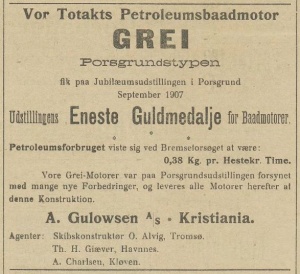 Vor Totakts Petroleumsbaadmotor
GREI
Porsgrundstypen
fik paa Jubilæumsudstillingen i Porsgrund
September 1907
Udstillingens Eneste Guldmedalje for Baadmotorer.
Petroleumsforbruget viste sig ved Bremseforsøget at være:
0,38 Kg. pr. Hestekr. Time.
Vore Grei-Motorer var paa Porsgrundsudstillingen forsynet
med mange nye Forbedringer, og leveres alle Motorer herefter af
denne Konstruktion.
A. Gulowsen A/S - Kristiania.
Agenter: Skibskonstruktør O. Alvig, Tromsø.
Th. H. Giæver, Havnnes.
A. Charlsen, Kløven.